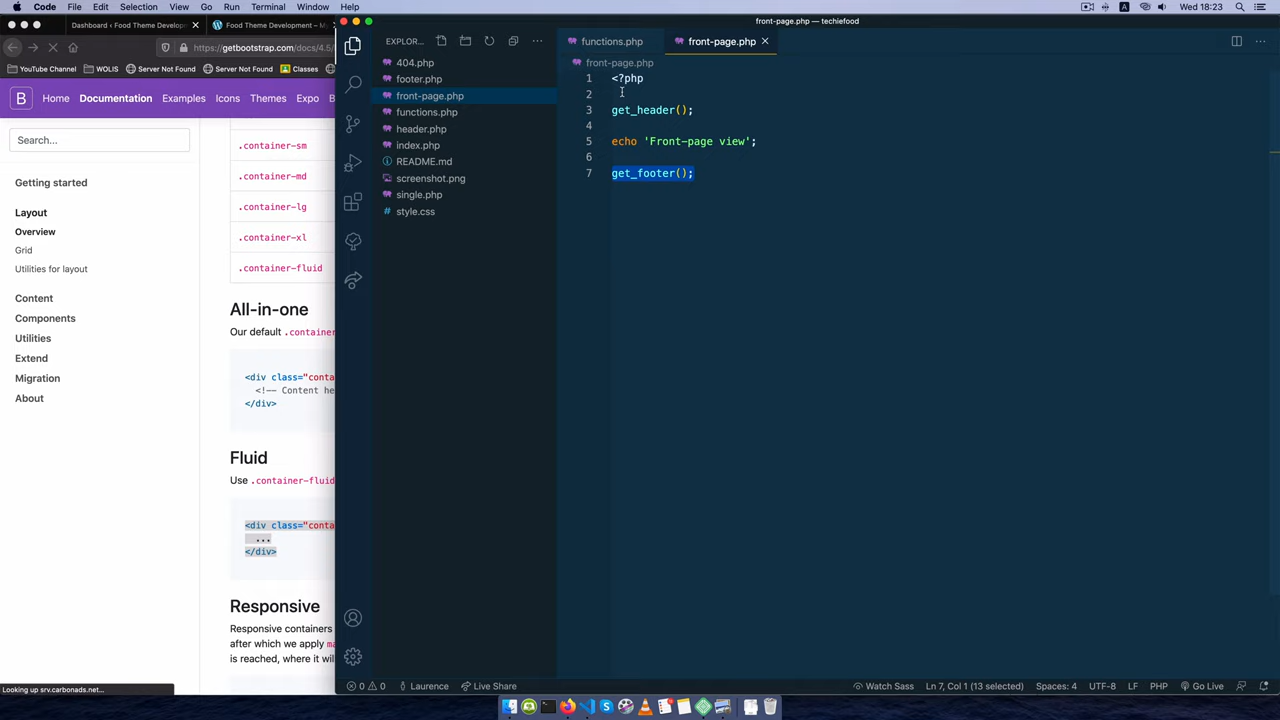 Code File Edit Selection View Go Run Terminal Window Help
Wed 18:23
front-page.php — techiefood
Dashboard ‹ Food Theme Develop
Food Theme Development –
https://getbootstrap.com/docs/4.5/
YouTube Channel WOLIS Server Not Found Server Not Found Classes
B Home Documentation Examples Icons Themes Expo
Search...
Getting started
Layout
Overview
Grid
Utilities for layout
Content
Components
Utilities
Extend
Migration
About
.container-sm
.container-md
.container-lg
.container-xl
.container-fluid
All-in-one
Our default .container
<div class="conta
<!-- Content he
</div>
Fluid
Use .container-fluid
<div class="conta
...
</div>
Responsive
Responsive containers
after which we apply ma
is reached, where it will
Looking up srv.carbonads.net...
EXPLOR...
404.php
footer.php
front-page.php
functions.php
header.php
index.php
README.md
screenshot.png
single.php
style.css
functions.php front-page.php
front-page.php
1 <?php
2
3 get_header();
4
5 echo 'Front-page view';
6
7 get_footer();
0 0 Laurence Live Share
Watch Sass Ln 7, Col 1 (13 selected) Spaces: 4 UTF-8 LF PHP Go Live